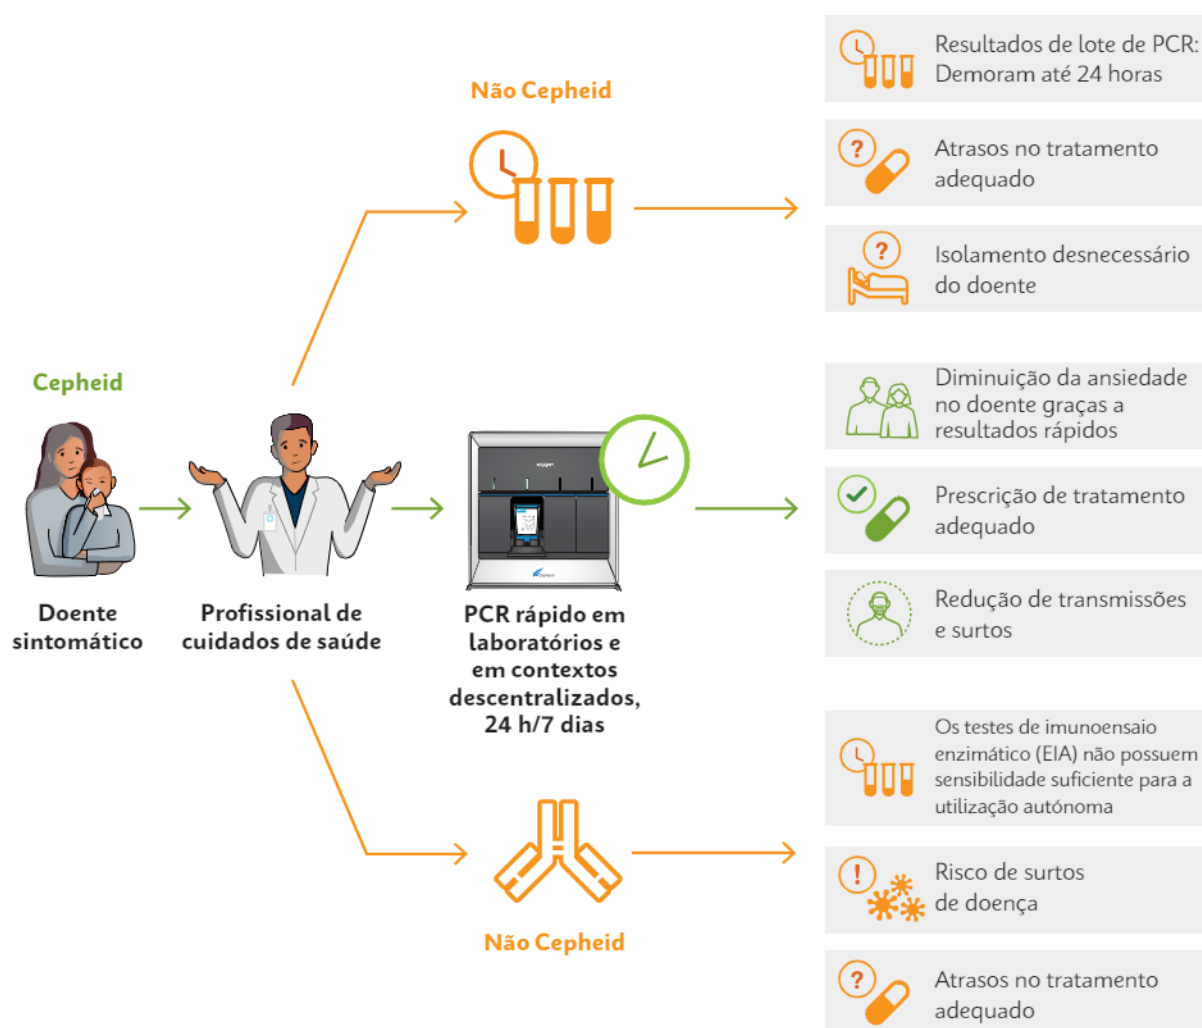 Não Cepheid
Resultados de lote de PCR:
Demoram até 24 horas
Atrasos no tratamento
adequado
Isolamento desnecessário
do doente
Cepheid
Doente
sintomático
Profissional de
cuidados de saúde
PCR rápido em
laboratórios e
em contextos
descentralizados,
24 h/7 dias
Diminuição da ansiedade
no doente graças a
resultados rápidos
Prescrição de tratamento
adequado
Redução de transmissões
e surtos
Não Cepheid
Os testes de imunoensaio
enzimático (EIA) não possuem
sensibilidade suficiente para a
utilização autónoma
Risco de surtos
de doença
Atrasos no tratamento
adequado